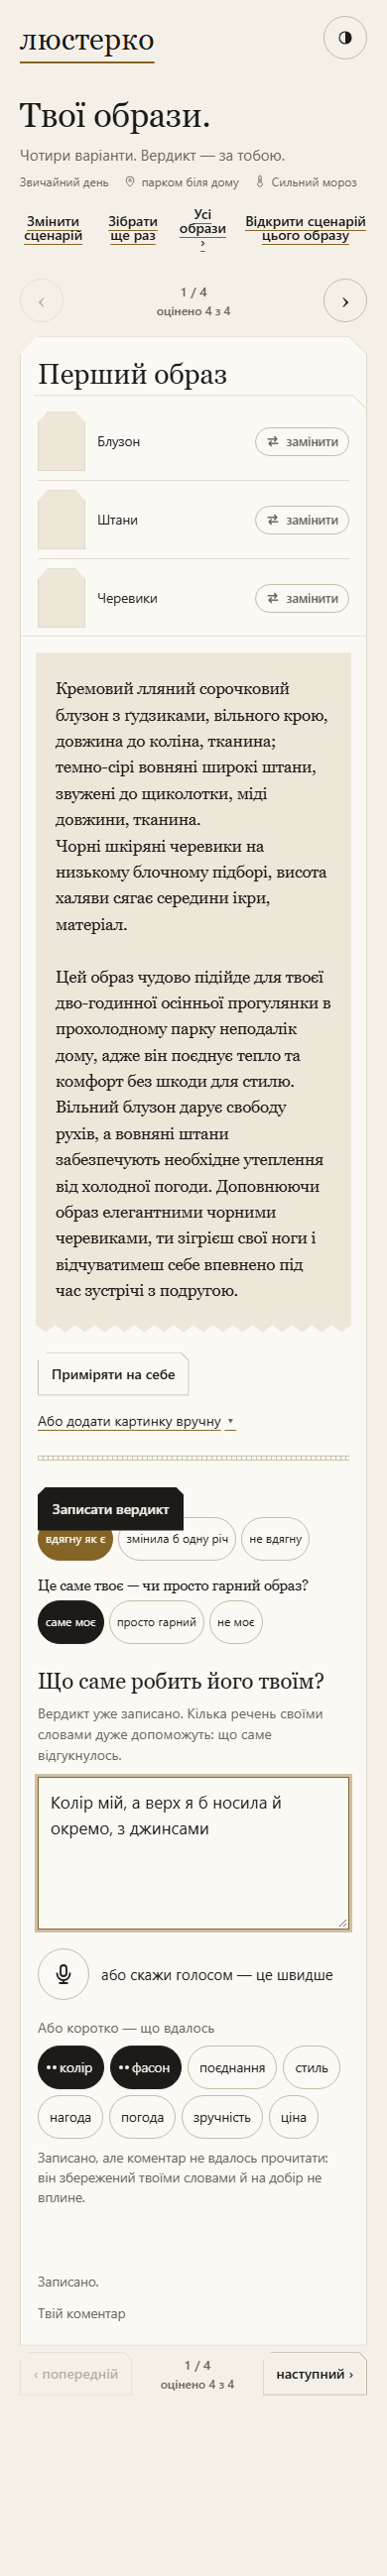 люстерко
Твої образи.
Чотири варіанти. Вердикт — за тобою.
Звичайний день парком біля дому Сильний мороз
Змінити
сценарій
Зібрати
ще раз
Усі
образи
›
Відкрити сценарій
цього образу
‹ 1 / 4 ›
оцінено 4 з 4
Перший образ
Блузон замінити
Штани замінити
Черевики замінити
Кремовий лляний сорочковий
блузон з ґудзиками, вільного крою,
довжина до коліна, тканина;
темно-сірі вовняні широкі штани,
звужені до щиколотки, міді
довжини, тканина.
Чорні шкіряні черевики на
низькому блочному підборі, висота
халяви сягає середини ікри,
матеріал.
Цей образ чудово підійде для твоєї
дво-годинної осінньої прогулянки в
прохолодному парку неподалік
дому, адже він поєднує тепло та
комфорт без шкоди для стилю.
Вільний блузон дарує свободу
рухів, а вовняні штани
забезпечують необхідне утеплення
від холодної погоди. Доповнюючи
образ елегантними чорними
черевиками, ти зігрієш свої ноги і
відчуватимеш себе впевнено під
час зустрічі з подругою.
Приміряти на себе
Або додати картинку вручну
Записати вердикт
вдягну як є змінила б одну річ не вдягну
Це саме твоє — чи просто гарний образ?
саме моє просто гарний не моє
Що саме робить його твоїм?
Вердикт уже записано. Кілька речень своїми
словами дуже допоможуть: що саме
відгукнулось.
Колір мій, а верх я б носила й
окремо, з джинсами
або скажи голосом — це швидше
Або коротко — що вдалось
колір фасон поєднання стиль
нагода погода зручність ціна
Записано, але коментар не вдалось прочитати:
він збережений твоїми словами й на добір не
вплине.
Записано.
Твій коментар
‹ попередній 1 / 4 наступний ›
оцінено 4 з 4